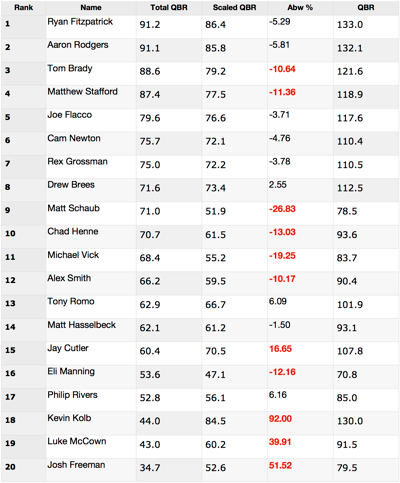 Rank Name Total QBR Scaled QBR Abw % QBR
1 Ryan Fitzpatrick 91.2 86.4 -5.29 133.0
2 Aaron Rodgers 91.1 85.8 -5.81 132.1
3 Tom Brady 88.6 79.2 -10.64 121.6
4 Matthew Stafford 87.4 77.5 -11.36 118.9
5 Joe Flacco 79.6 76.6 -3.71 117.6
6 Cam Newton 75.7 72.1 -4.76 110.4
7 Rex Grossman 75.0 72.2 -3.78 110.5
8 Drew Brees 71.6 73.4 2.55 112.5
9 Matt Schaub 71.0 51.9 -26.83 78.5
10 Chad Henne 70.7 61.5 -13.03 93.6
11 Michael Vick 68.4 55.2 -19.25 83.7
12 Alex Smith 66.2 59.5 -10.17 90.4
13 Tony Romo 62.9 66.7 6.09 101.9
14 Matt Hasselbeck 62.1 61.2 -1.50 93.1
15 Jay Cutler 60.4 70.5 16.65 107.8
16 Eli Manning 53.6 47.1 -12.16 70.8
17 Philip Rivers 52.8 56.1 6.16 85.0
18 Kevin Kolb 44.0 84.5 92.00 130.0
19 Luke McCown 43.0 60.2 39.91 91.5
20 Josh Freeman 34.7 52.6 51.52 79.5